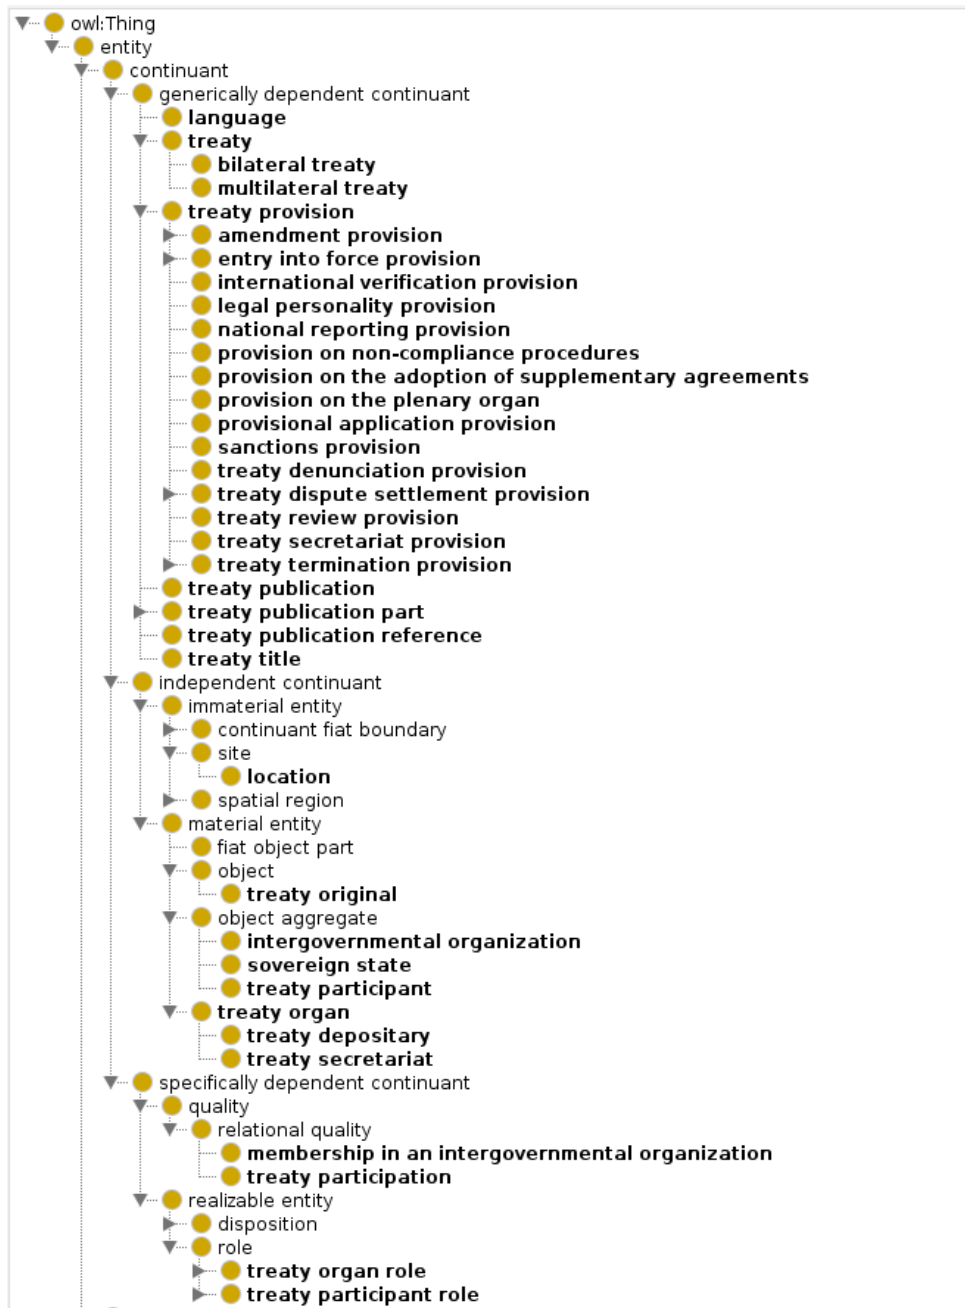 owl:Thing
entity
continuant
generically dependent continuant
language
treaty
bilateral treaty
multilateral treaty
treaty provision
amendment provision
entry into force provision
international verification provision
legal personality provision
national reporting provision
provision on non-compliance procedures
provision on the adoption of supplementary agreements
provision on the plenary organ
provisional application provision
sanctions provision
treaty denunciation provision
treaty dispute settlement provision
treaty review provision
treaty secretariat provision
treaty termination provision
treaty publication
treaty publication part
treaty publication reference
treaty title
independent continuant
immaterial entity
continuant fiat boundary
site
location
spatial region
material entity
fiat object part
object
treaty original
object aggregate
intergovernmental organization
sovereign state
treaty participant
treaty organ
treaty depositary
treaty secretariat
specifically dependent continuant
quality
relational quality
membership in an intergovernmental organization
treaty participation
realizable entity
disposition
role
treaty organ role
treaty participant role